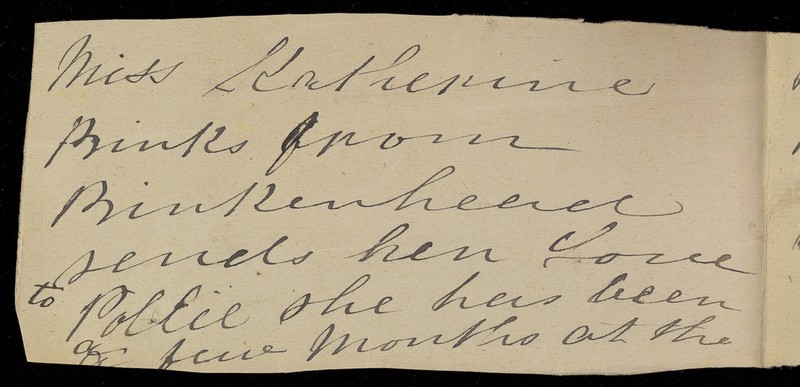 Miss Katherine
Binks from
Birkenhead
sends her Love
to Pollie she has been
a few Months at the